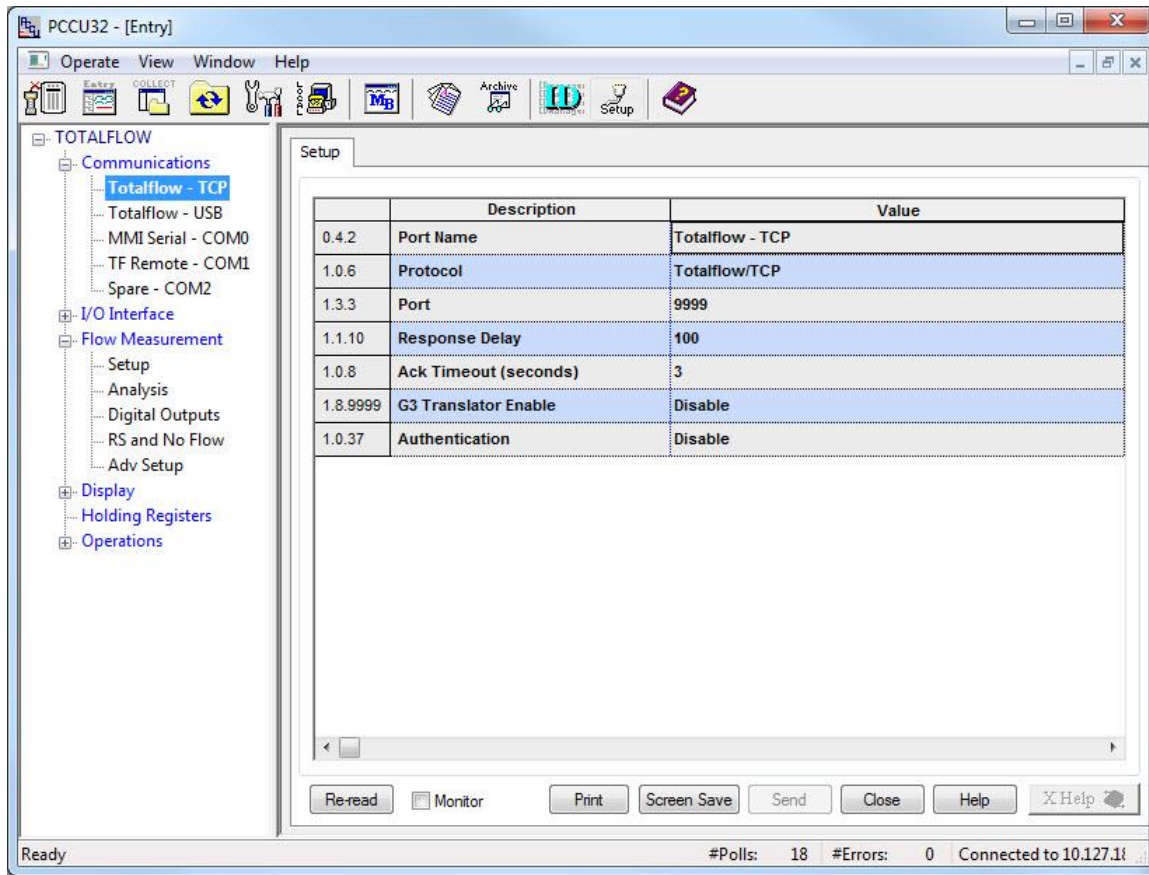 PCCU32 - [Entry]
Operate View Window Help
Entry COLLECT MB Archive ID Setup
TOTALFLOW
Communications
Totalflow - TCP
Totalflow - USB
MMI Serial - COM0
TF Remote - COM1
Spare - COM2
I/O Interface
Flow Measurement
Setup
Analysis
Digital Outputs
RS and No Flow
Adv Setup
Display
Holding Registers
Operations
Setup
Description Value
0.4.2 Port Name Totalflow - TCP
1.0.6 Protocol Totalflow/TCP
1.3.3 Port 9999
1.1.10 Response Delay 100
1.0.8 Ack Timeout (seconds) 3
1.8.9999 G3 Translator Enable Disable
1.0.37 Authentication Disable
Re-read Monitor Print Screen Save Send Close Help X Help
Ready #Polls: 18 #Errors: 0 Connected to 10.127.18